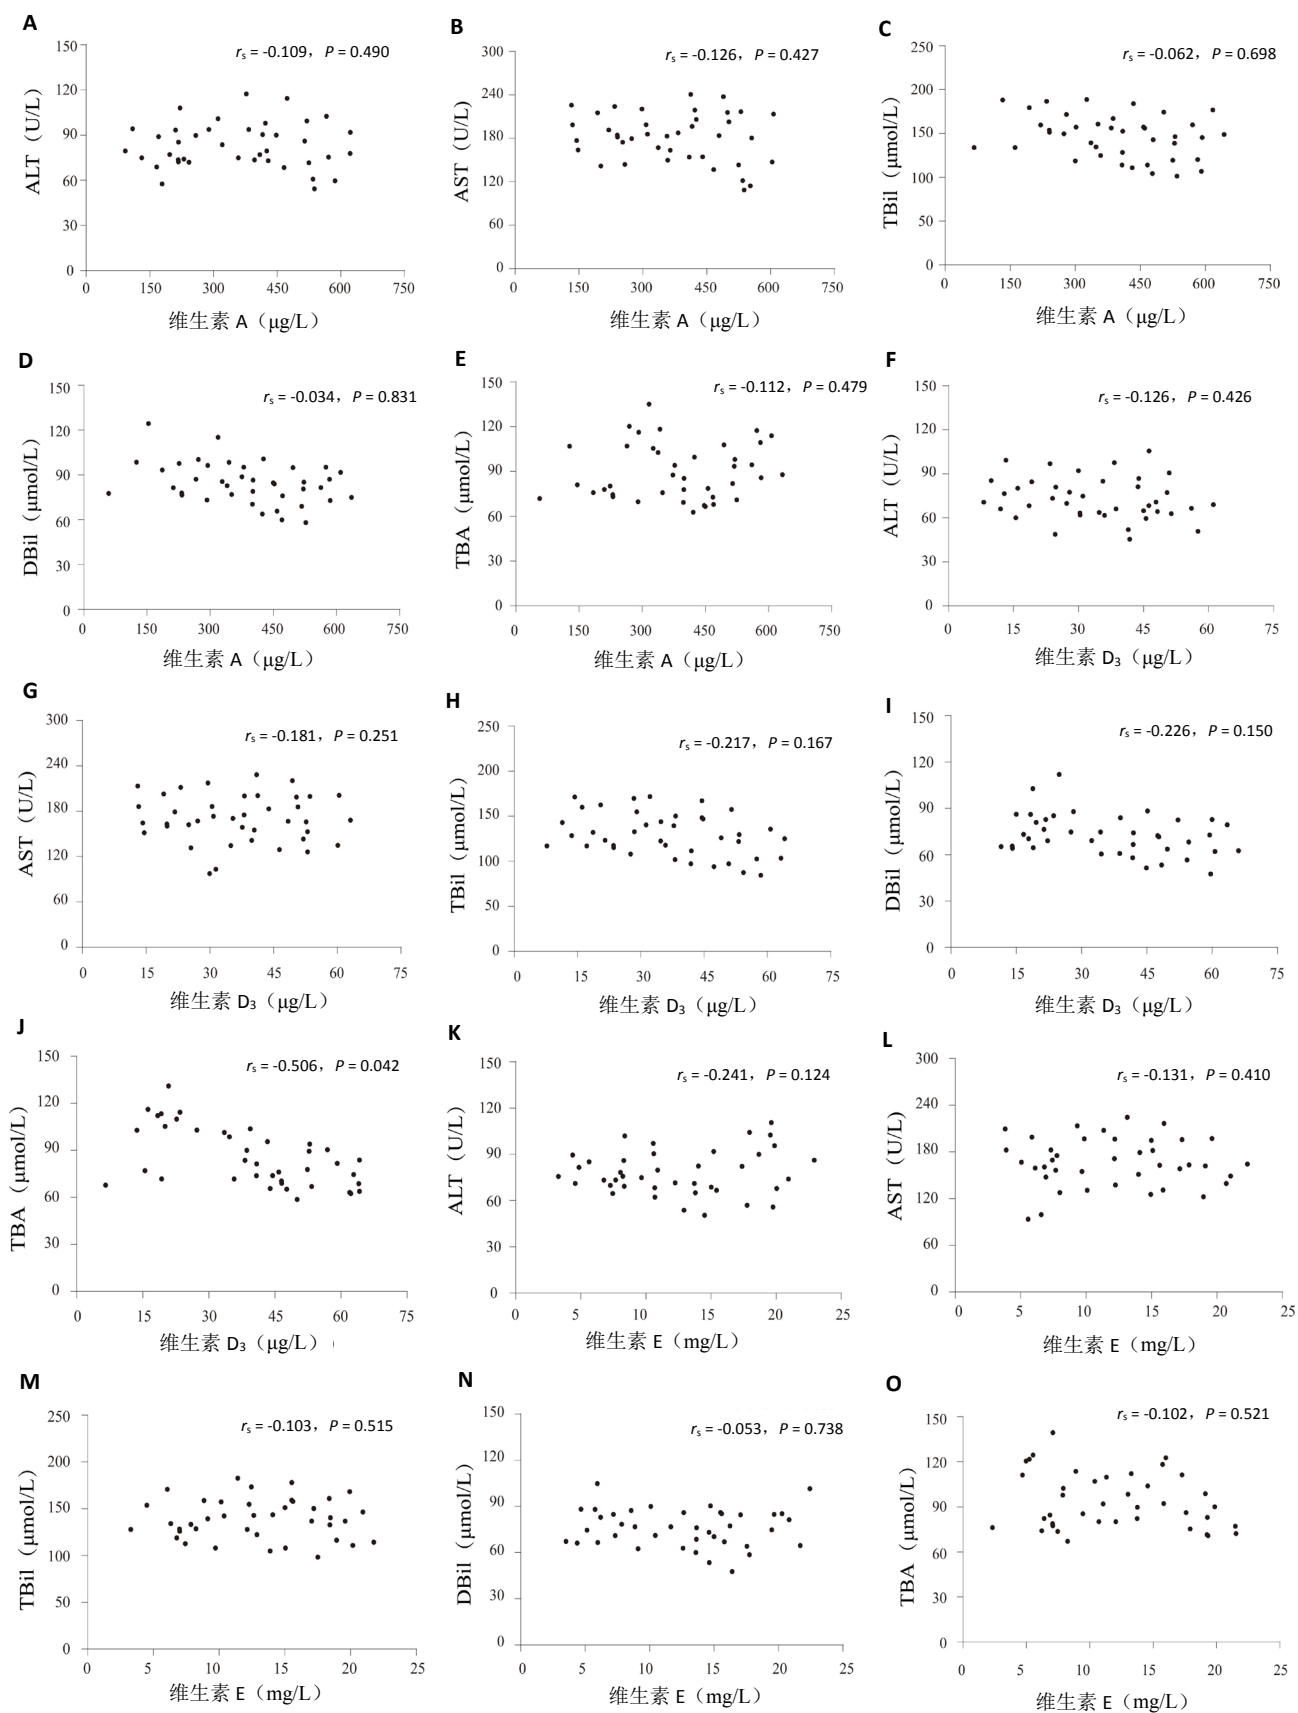 A
rs = -0.109，P = 0.490
ALT（U/L）
150
120
90
60
30
0
0 150 300 450 600 750
维生素 A（μg/L）
B
rs = -0.126，P = 0.427
AST（U/L）
300
240
180
120
60
0
0 150 300 450 600 750
维生素 A（μg/L）
C
rs = -0.062，P = 0.698
TBil（μmol/L）
250
200
150
100
50
0
0 150 300 450 600 750
维生素 A（μg/L）
D
rs = -0.034，P = 0.831
DBil（μmol/L）
150
120
90
60
30
0
0 150 300 450 600 750
维生素 A（μg/L）
E
rs = -0.112，P = 0.479
TBA（μmol/L）
150
120
90
60
30
0
0 150 300 450 600 750
维生素 A（μg/L）
F
rs = -0.126，P = 0.426
ALT（U/L）
150
120
90
60
30
0
0 15 30 45 60 75
维生素 D₃（μg/L）
G
rs = -0.181，P = 0.251
AST（U/L）
300
240
180
120
60
0
0 15 30 45 60 75
维生素 D₃（μg/L）
H
rs = -0.217，P = 0.167
TBil（μmol/L）
250
200
150
100
50
0
0 15 30 45 60 75
维生素 D₃（μg/L）
I
rs = -0.226，P = 0.150
DBil（μmol/L）
150
120
90
60
30
0
0 15 30 45 60 75
维生素 D₃（μg/L）
J
rs = -0.506，P = 0.042
TBA（μmol/L）
150
120
90
60
30
0
0 15 30 45 60 75
维生素 D₃（μg/L）（
K
rs = -0.241，P = 0.124
ALT（U/L）
150
120
90
60
30
0
0 5 10 15 20 25
维生素 E（mg/L）
L
rs = -0.131，P = 0.410
AST（U/L）
300
240
180
120
60
0
0 5 10 15 20 25
维生素 E（mg/L）
M
rs = -0.103，P = 0.515
TBil（μmol/L）
250
200
150
100
50
0
0 5 10 15 20 25
维生素 E（mg/L）
N
rs = -0.053，P = 0.738
DBil（μmol/L）
150
120
90
60
30
0
0 5 10 15 20 25
维生素 E（mg/L）
O
rs = -0.102，P = 0.521
TBA（μmol/L）
150
120
90
60
30
0
0 5 10 15 20 25
维生素 E（mg/L）